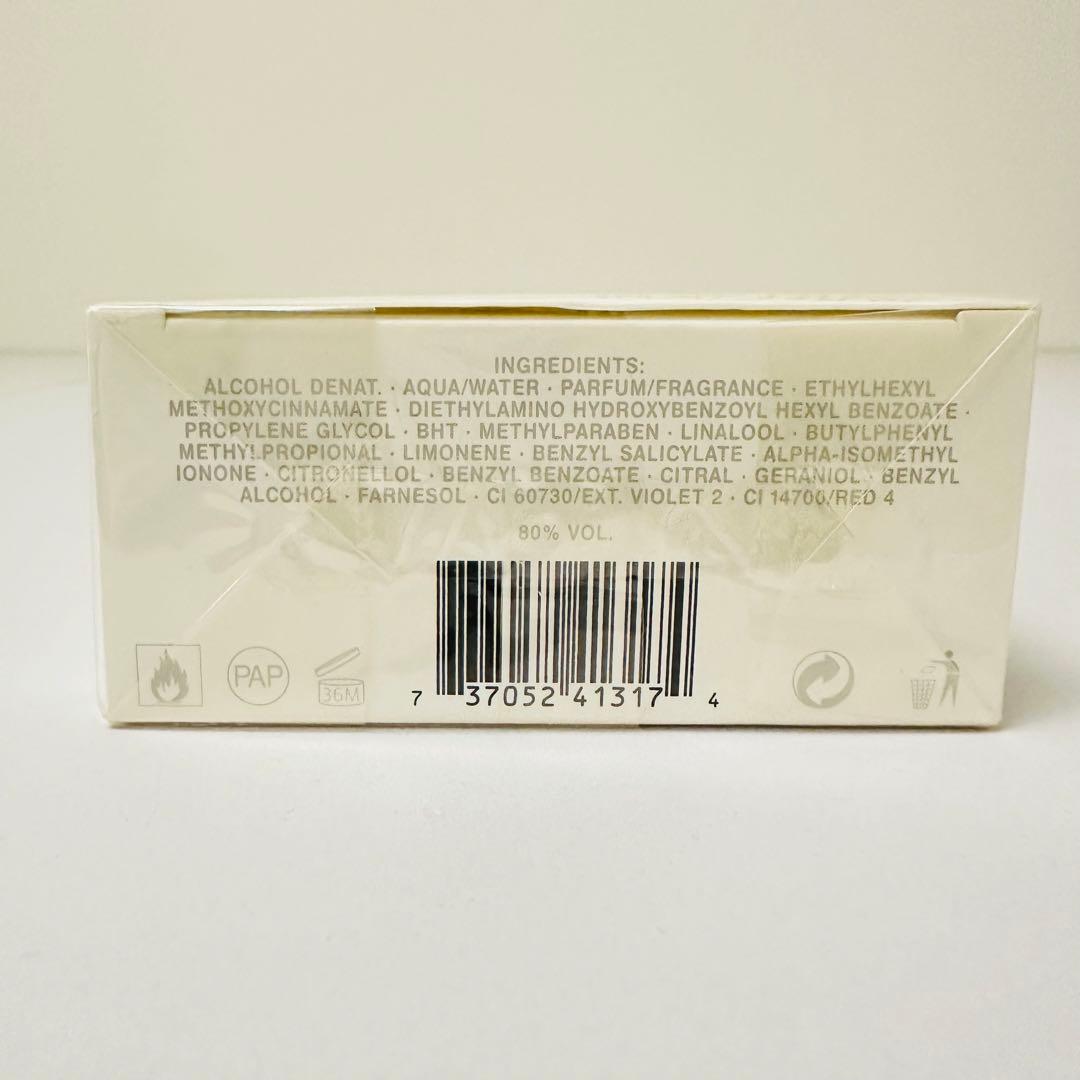 INGREDIENTS:
ALCOHOL DENAT. · AQUA/WATER · PARFUM/FRAGRANCE · ETHYLHEXYL
METHOXYCINNAMATE · DIETHYLAMINO HYDROXYBENZOYL HEXYL BENZOATE ·
PROPYLENE GLYCOL · BHT · METHYLPARABEN · LINALOOL · BUTYLPHENYL
METHYLPROPIONAL · LIMONENE · BENZYL SALICYLATE · ALPHA-ISOMETHYL
IONONE · CITRONELLOL · BENZYL BENZOATE · CITRAL · GERANIOL · BENZYL
ALCOHOL · FARNESOL · CI 60730/EXT. VIOLET 2 · CI 14700/RED 4
80% VOL.
PAP
36M
7 37052 41317 4